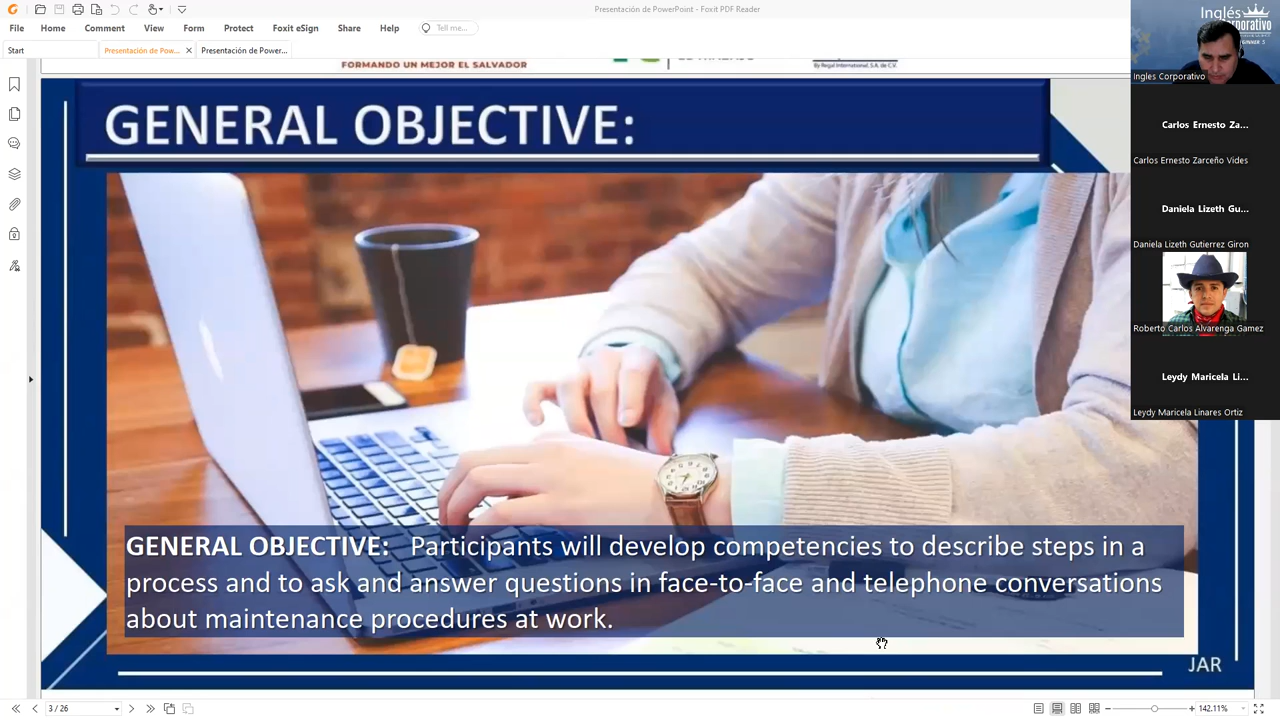 Presentación de PowerPoint - Foxit PDF Reader
File Home Comment View Form Protect Foxit eSign Share Help Tell me...
Start Presentación de Pow... Presentación de Power...
FORMANDO UN MEJOR EL SALVADOR
By Regal International, S.A. de C.V.
GENERAL OBJECTIVE:
GENERAL OBJECTIVE: Participants will develop competencies to describe steps in a
process and to ask and answer questions in face-to-face and telephone conversations
about maintenance procedures at work.
JAR
Inglés
Corporativo
Ingles Corporativo
Carlos Ernesto Za...
Carlos Ernesto Zarceño Vides
Daniela Lizeth Gu...
Daniela Lizeth Gutierrez Giron
Roberto Carlos Alvarenga Gamez
Leydy Maricela Li...
Leydy Maricela Linares Ortiz
3 / 26
142.11%